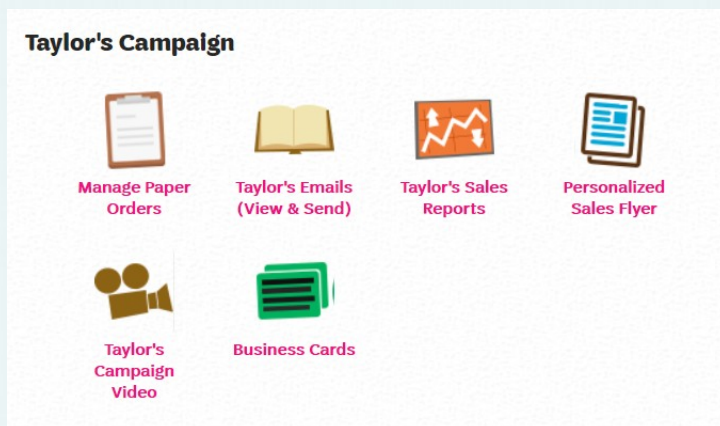 Taylor's Campaign
Manage Paper
Orders
Taylor's Emails
(View & Send)
Taylor's Sales
Reports
Personalized
Sales Flyer
Taylor's
Campaign
Video
Business Cards